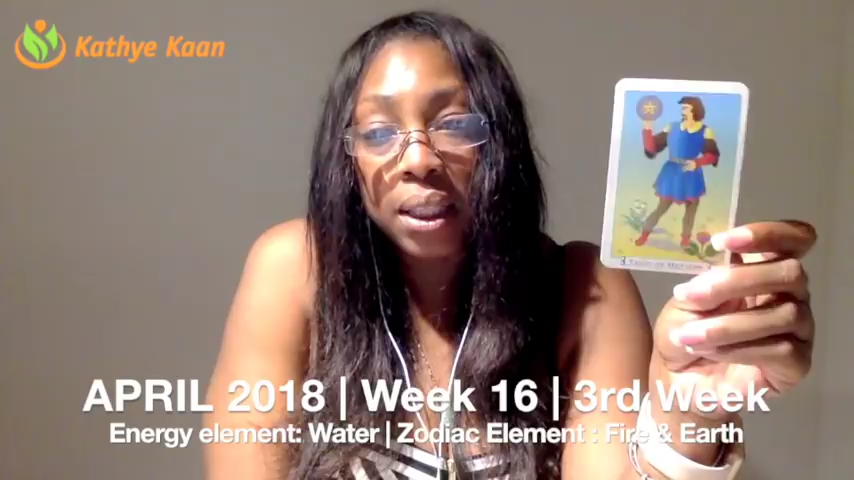 Kathye Kaan
APRIL 2018 | Week 16 | 3rd Week
Energy element: Water | Zodiac Element : Fire & Earth